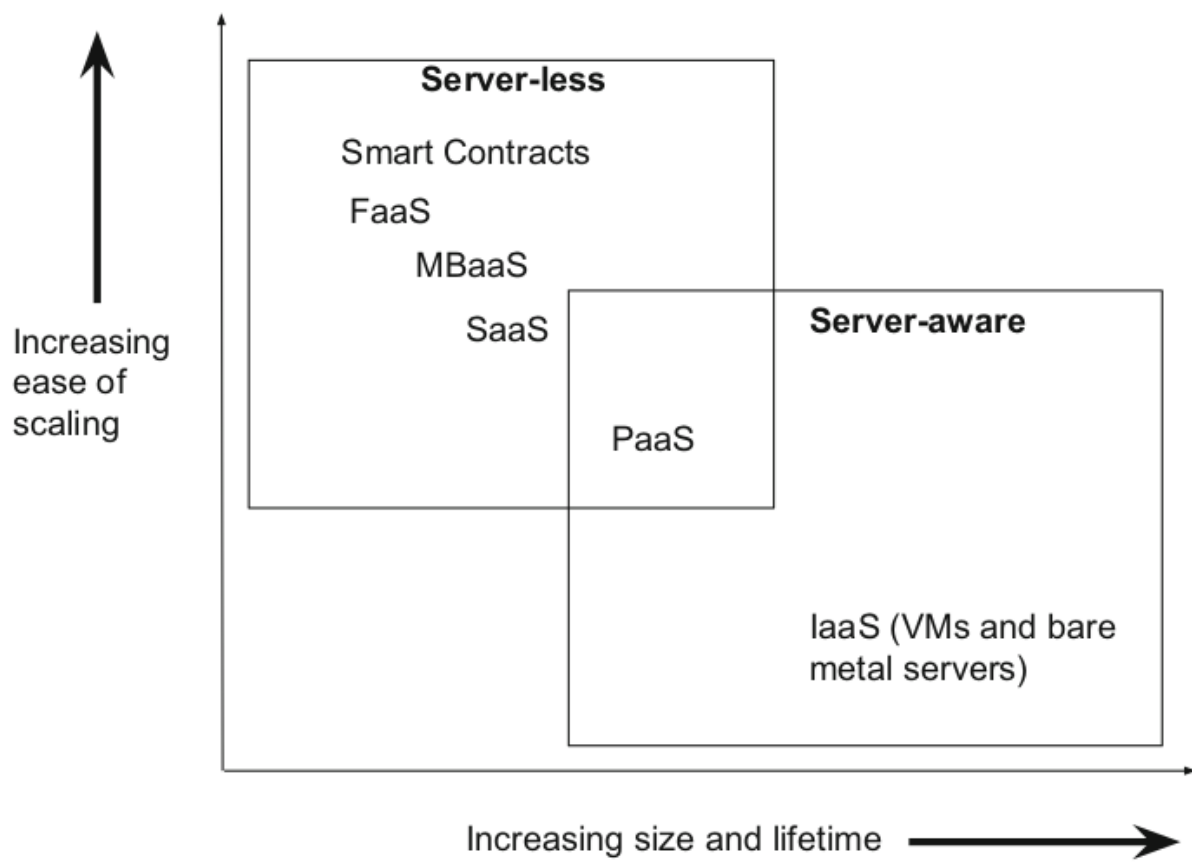 Server-less
Smart Contracts
FaaS
MBaaS
SaaS
Server-aware
Increasing
ease of
scaling
PaaS
IaaS (VMs and bare
metal servers)
Increasing size and lifetime